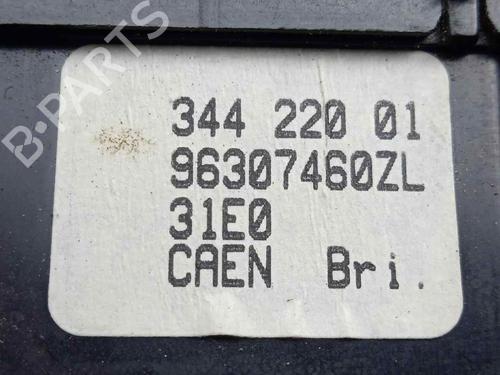 B-PARTS
344 220 01
96307460ZL
31E0
CAEN Bri.